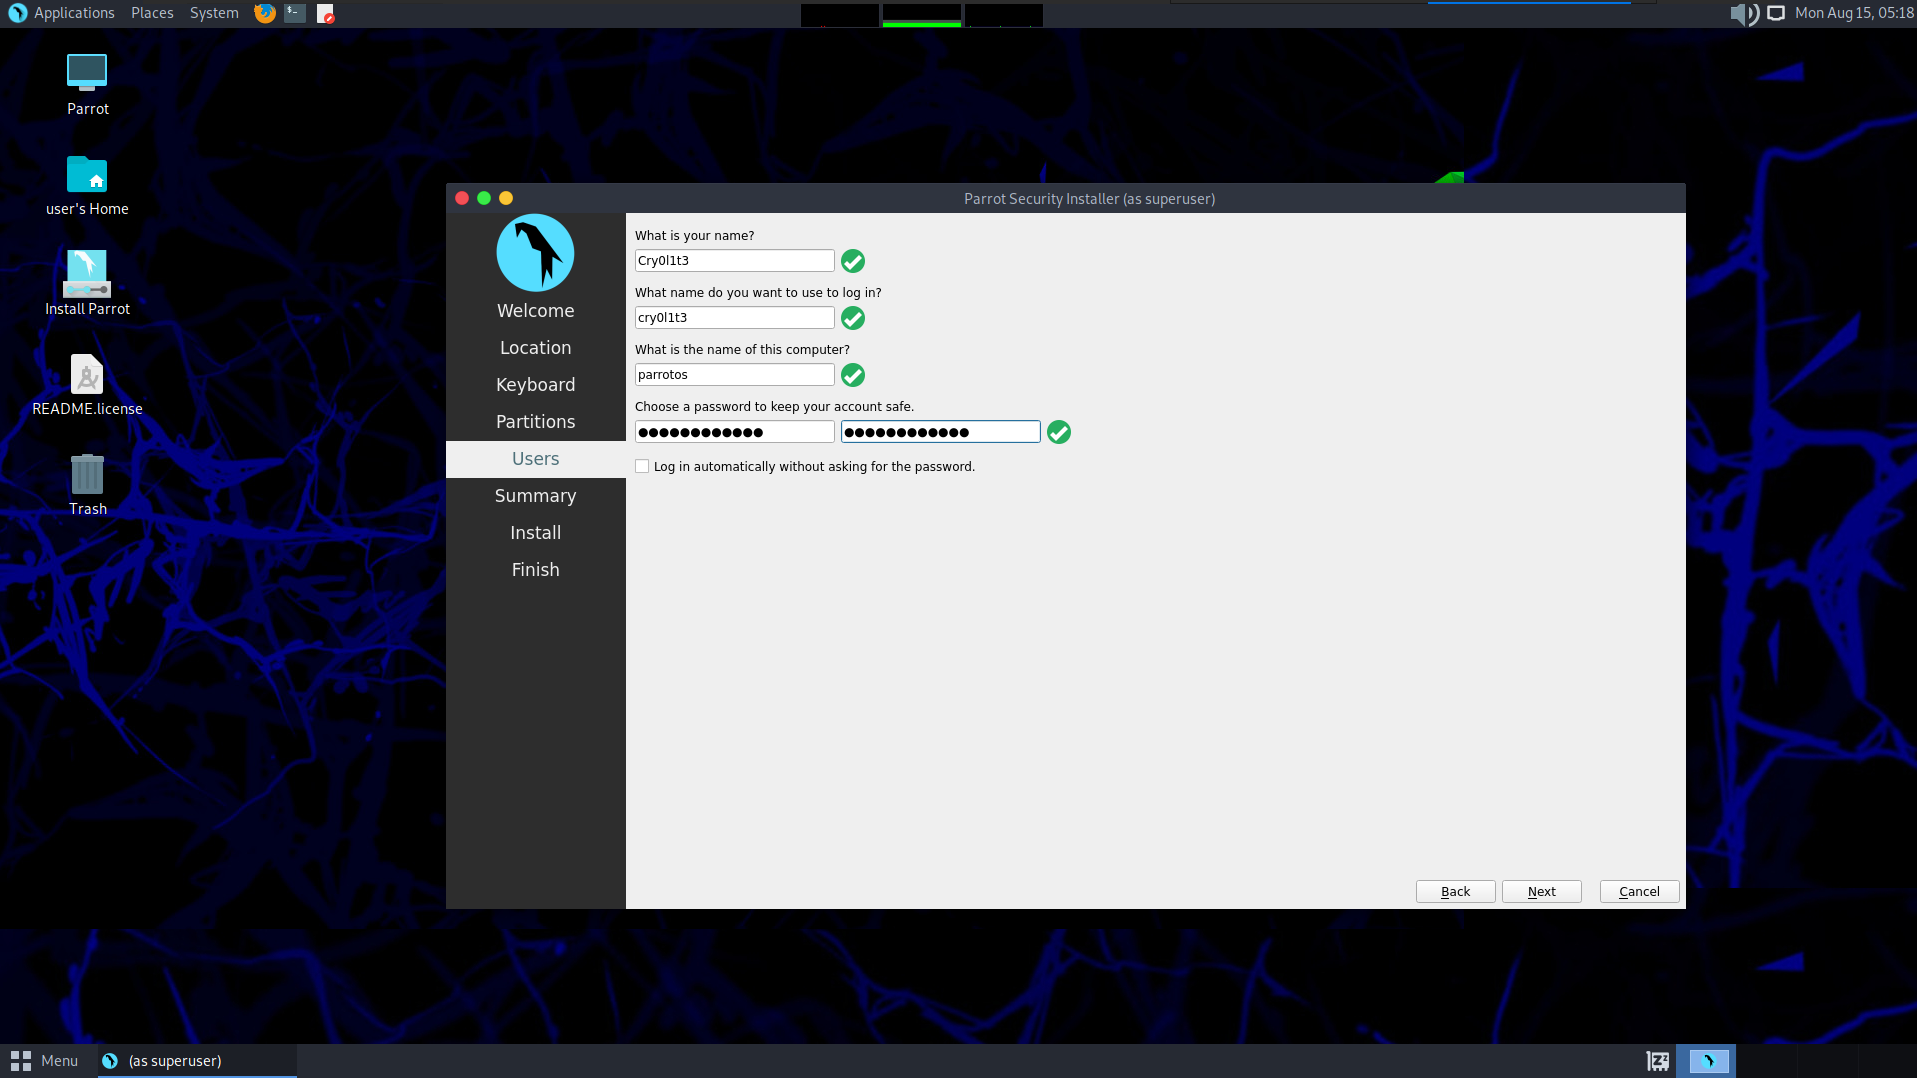 Applications Places System
Mon Aug 15, 05:18
Parrot
user's Home
Install Parrot
README.license
Trash
Parrot Security Installer (as superuser)
Welcome
Location
Keyboard
Partitions
Users
Summary
Install
Finish
What is your name?
Cry0l1t3
What name do you want to use to log in?
cry0l1t3
What is the name of this computer?
parrotos
Choose a password to keep your account safe.
●●●●●●●●●●●● ●●●●●●●●●●●●
Log in automatically without asking for the password.
Back Next Cancel
Menu (as superuser)